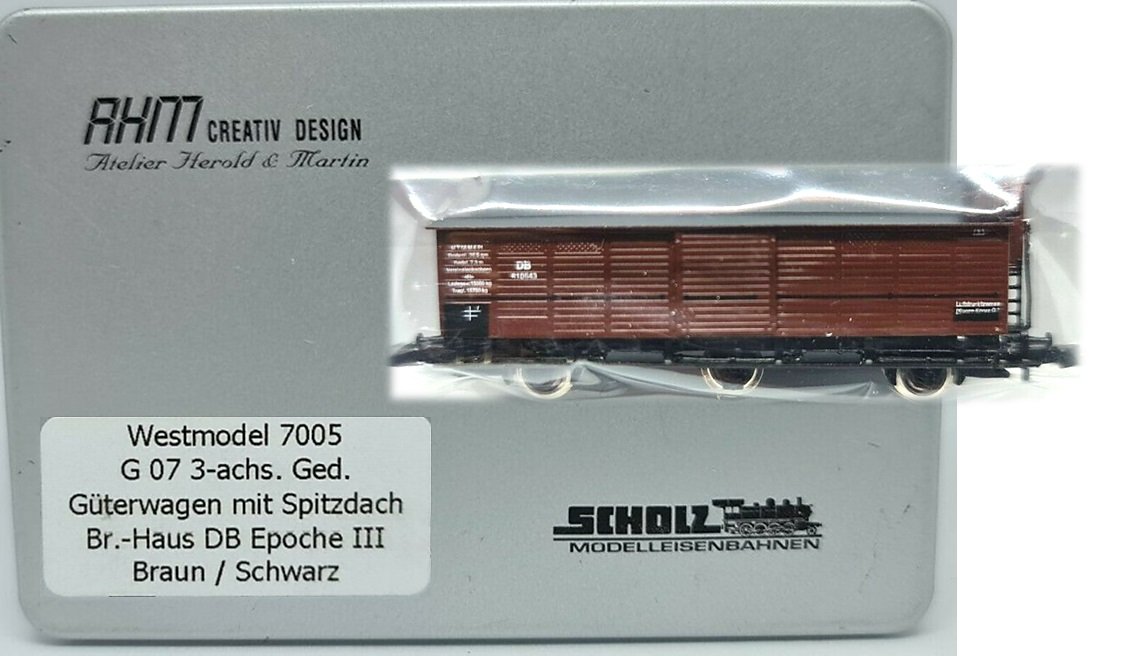 AHM CREATIV DESIGN
Atelier Herold & Martin
DB
Westmodel 7005
G 07 3-achs. Ged.
Güterwagen mit Spitzdach
Br.-Haus DB Epoche III
Braun / Schwarz
SCHOLZ
MODELLEISENBAHNEN